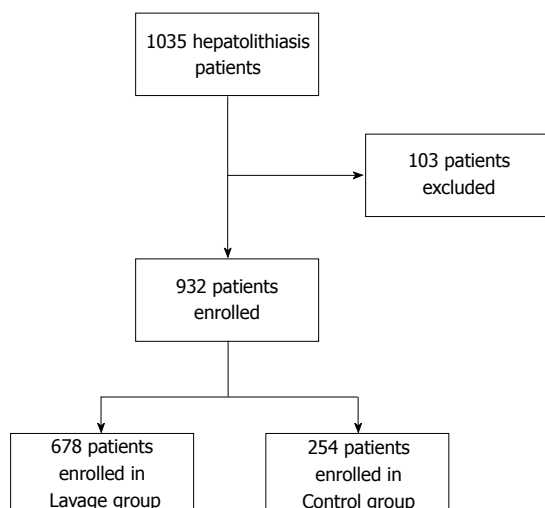 1035 hepatolithiasis
patients
103 patients
excluded
932 patients
enrolled
678 patients
enrolled in
Lavage group
254 patients
enrolled in
Control group